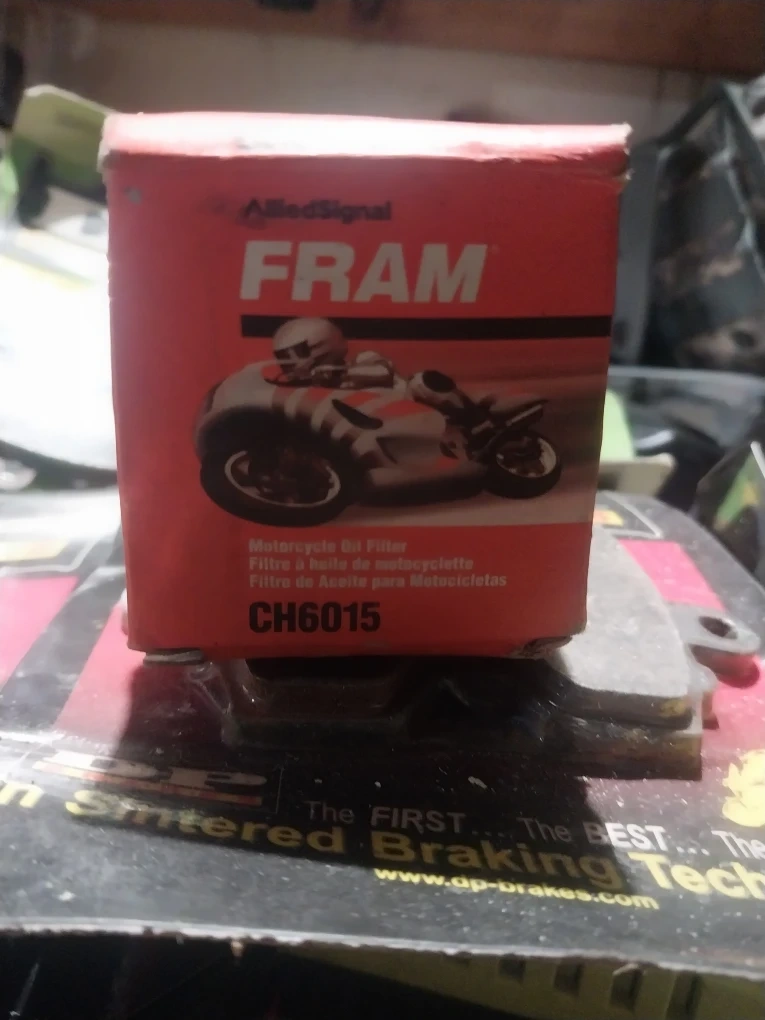 AlliedSignal
FRAM
Motorcycle Oil Filter
Filtre à huile de motocyclette
Filtro de Aceite para Motocicletas
CH6015
DP
The FIRST... The BEST... The
n Sintered Braking Tech
www.dp-brakes.com